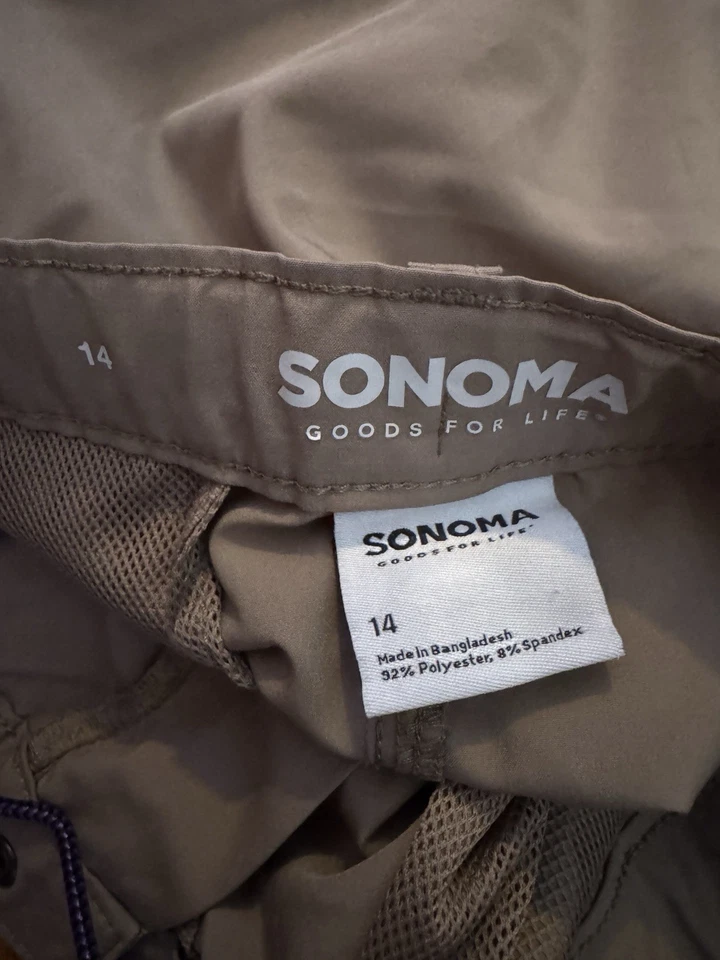 14
SONOMA
GOODS FOR LIFE
SONOMA
GOODS FOR LIFE
14
Made in Bangladesh
92% Polyester, 8% Spandex